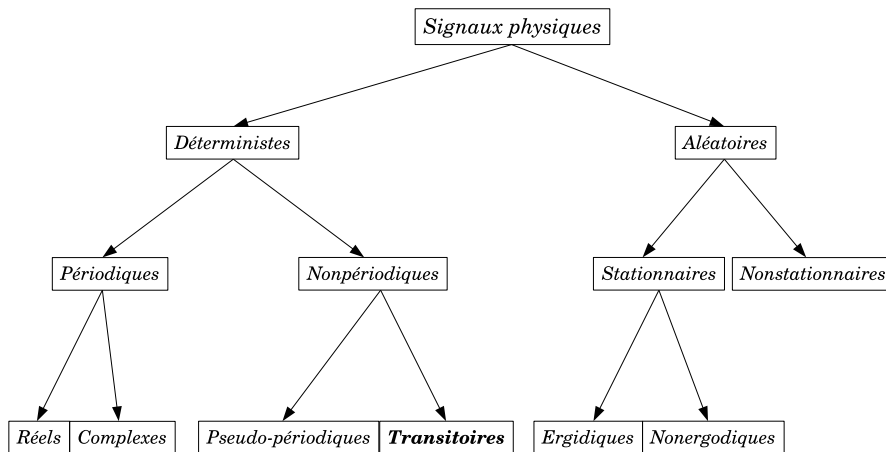 Signaux physiques
Déterministes
Aléatoires
Périodiques
Nonpériodiques
Stationnaires
Nonstationnaires
Réels
Complexes
Pseudo-périodiques
Transitoires
Ergidiques
Nonergodiques